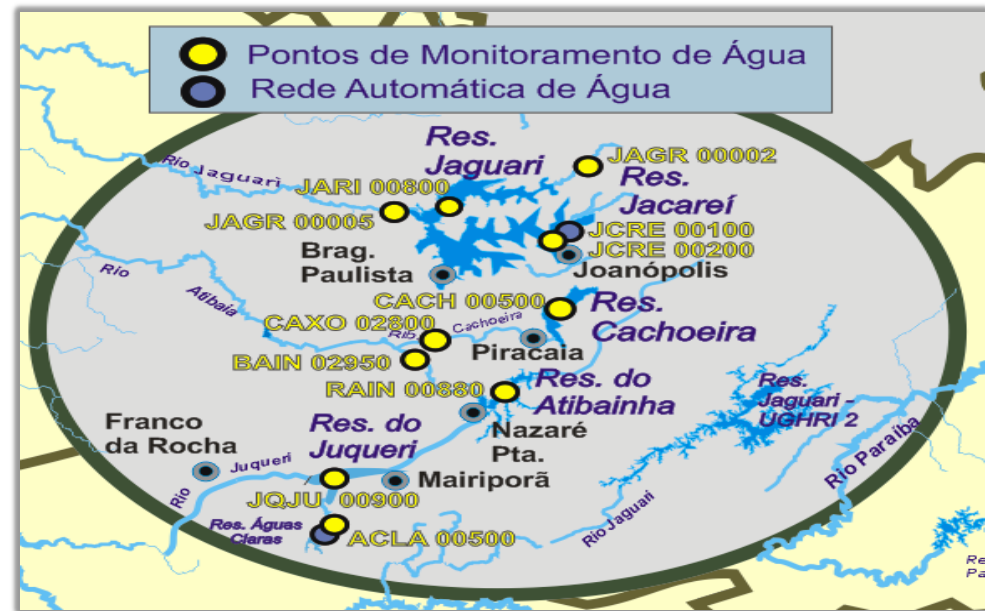 Pontos de Monitoramento de Água
Rede Automática de Água
Res.
Jaguari
JAGR 00002
Rio Jaguari
JARI 00800
Res.
Jacareí
JAGR 00005
JCRE 00100
JCRE 00200
Brag.
Paulista
Joanópolis
Rio
Atibaia
CACH 00500
Res.
Cachoeira
CAXO 02800
Rib. Cachoeira
Piracaia
BAIN 02950
RAIN 00880
Res. do
Atibainha
Res.
Jaguari -
UGHRI 2
Franco
da Rocha
Res. do
Juqueri
Nazaré
Pta.
Rio Paraíba
Rio Juqueri
Mairiporã
JQJU 00900
Rio Jaguari
Res. Águas
Claras
ACLA 00500
Re
Pa